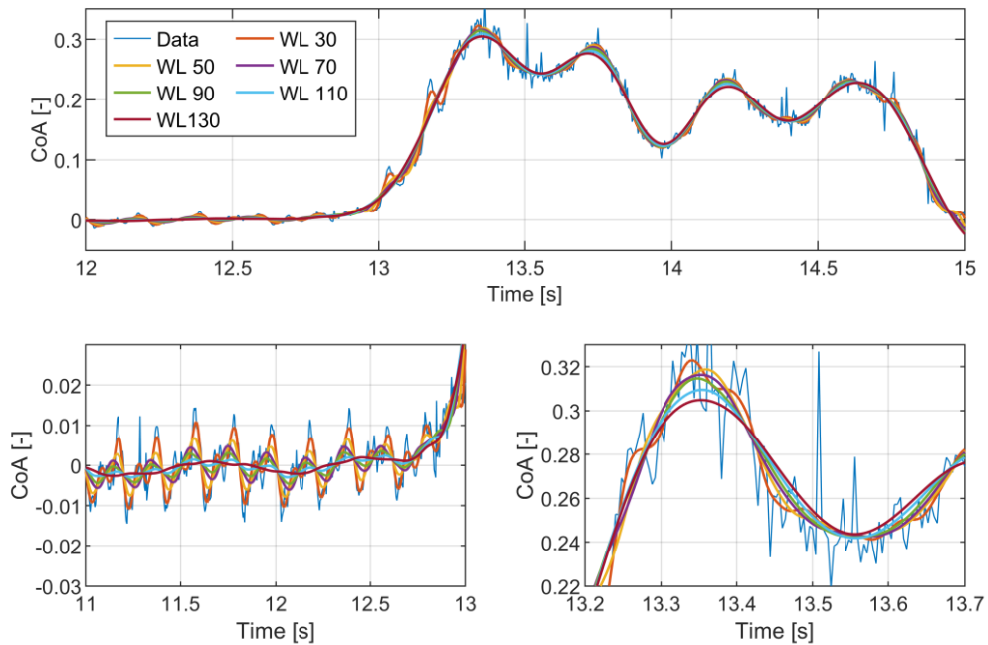 0.3
0.2
0.1
0
CoA [-]
Data
WL 30
WL 50
WL 70
WL 90
WL 110
WL130
12
12.5
13
13.5
14
14.5
15
Time [s]
0.02
0.01
0
-0.01
-0.02
-0.03
CoA [-]
11
11.5
12
12.5
13
Time [s]
0.32
0.3
0.28
0.26
0.24
0.22
CoA [-]
13.2
13.3
13.4
13.5
13.6
13.7
Time [s]